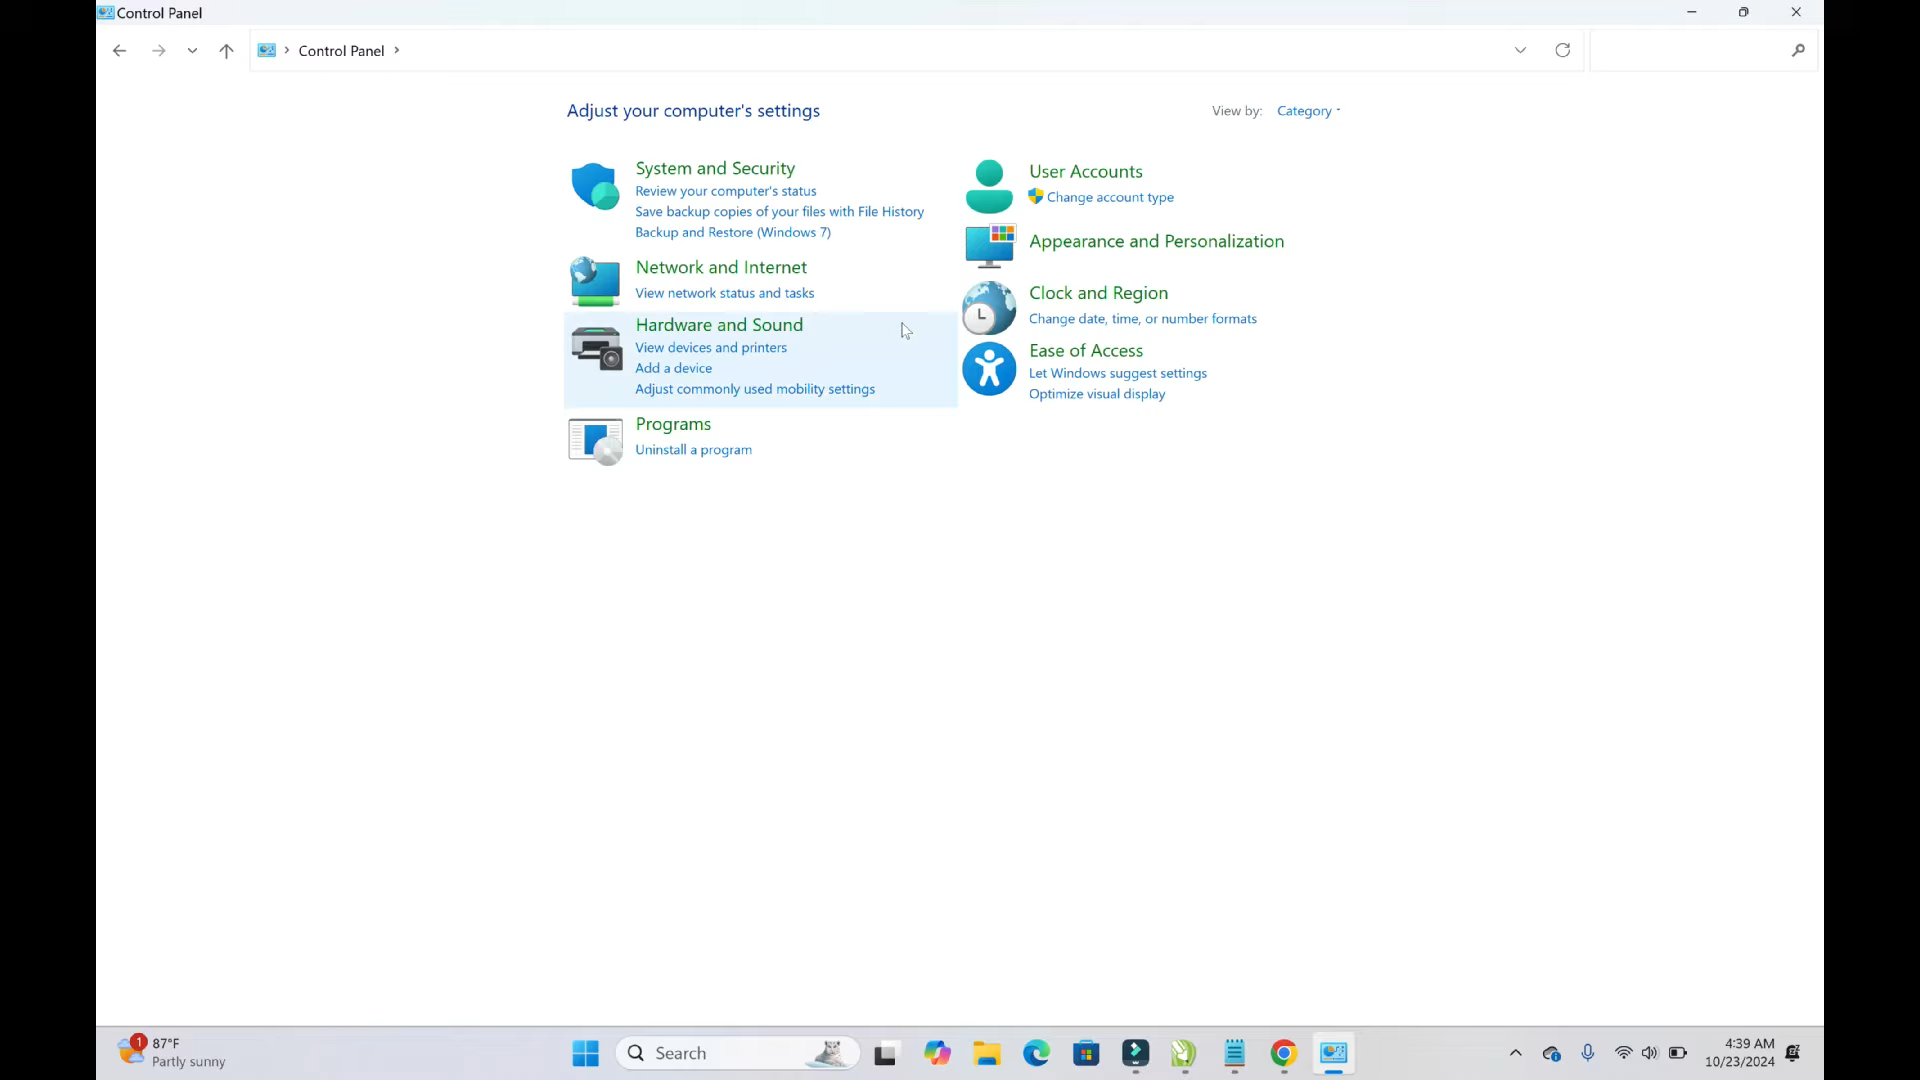 Control Panel
Control Panel
Adjust your computer's settings
View by: Category
System and Security
Review your computer's status
Save backup copies of your files with File History
Backup and Restore (Windows 7)
Network and Internet
View network status and tasks
Hardware and Sound
View devices and printers
Add a device
Adjust commonly used mobility settings
Programs
Uninstall a program
User Accounts
Change account type
Appearance and Personalization
Clock and Region
Change date, time, or number formats
Ease of Access
Let Windows suggest settings
Optimize visual display
1
87°F
Partly sunny
Search
4:39 AM
10/23/2024